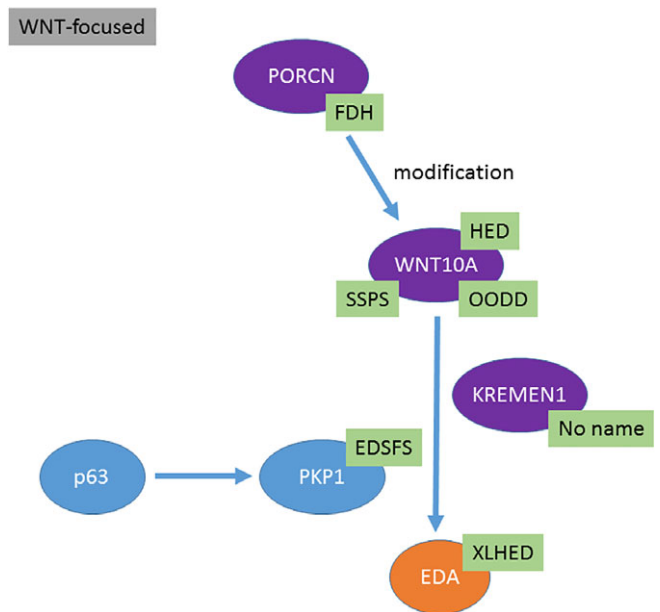 WNT-focused
PORCN
FDH
modification
HED
WNT10A
SSPS
OODD
KREMEN1
No name
EDSFS
p63
PKP1
XLHED
EDA